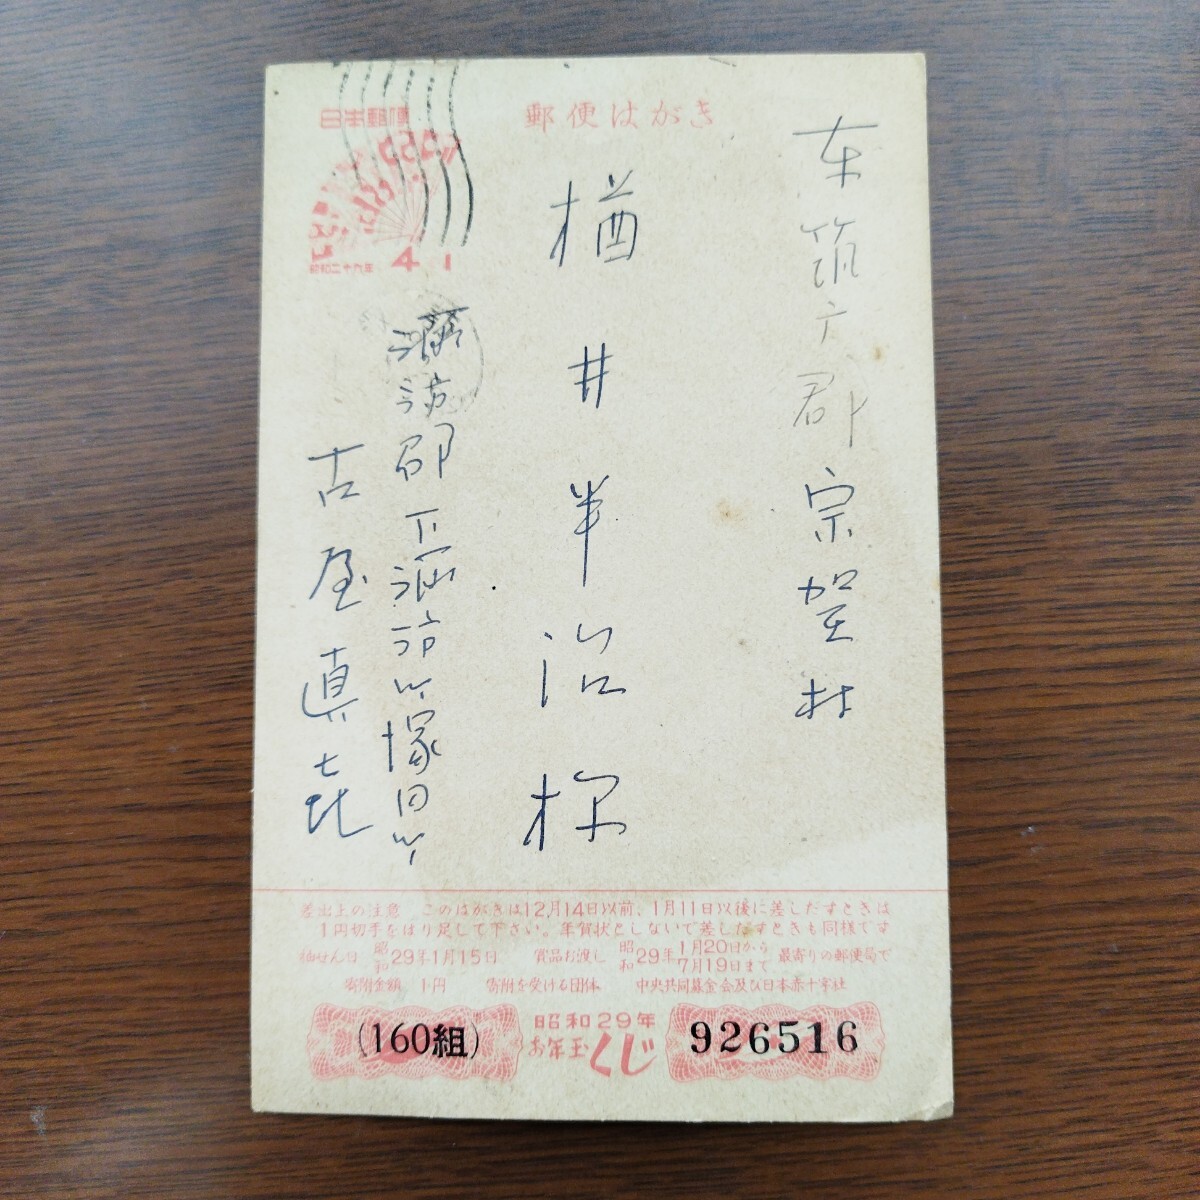 日本郵便
昭和二十九年
4 1
郵便はがき
东筑广郡宗贺村
楢井半治様
諏訪郡下諏訪町塚田町
古屋真㐂
差出上の注意 このはがきは12月14日以前、1月11日以後に差したすときは
1円切手をはり足して下さい。年賀状としないで差したすときも同様です
抽せん日 昭和29年1月15日 賞品お渡し 昭和29年1月20日から7月19日まで 最寄りの郵便局で
寄附金額 1円 寄附を受ける団体 中央共同募金会及び日本赤十字社
(160組)
昭和29年
お年玉くじ
926516